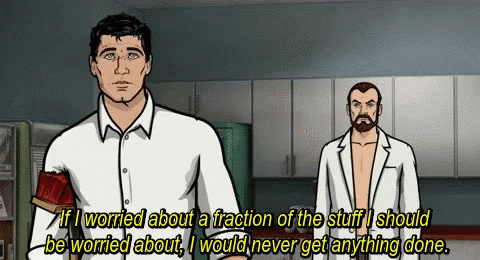 If I worried about a fraction of the stuff I should
be worried about, I would never get anything done.